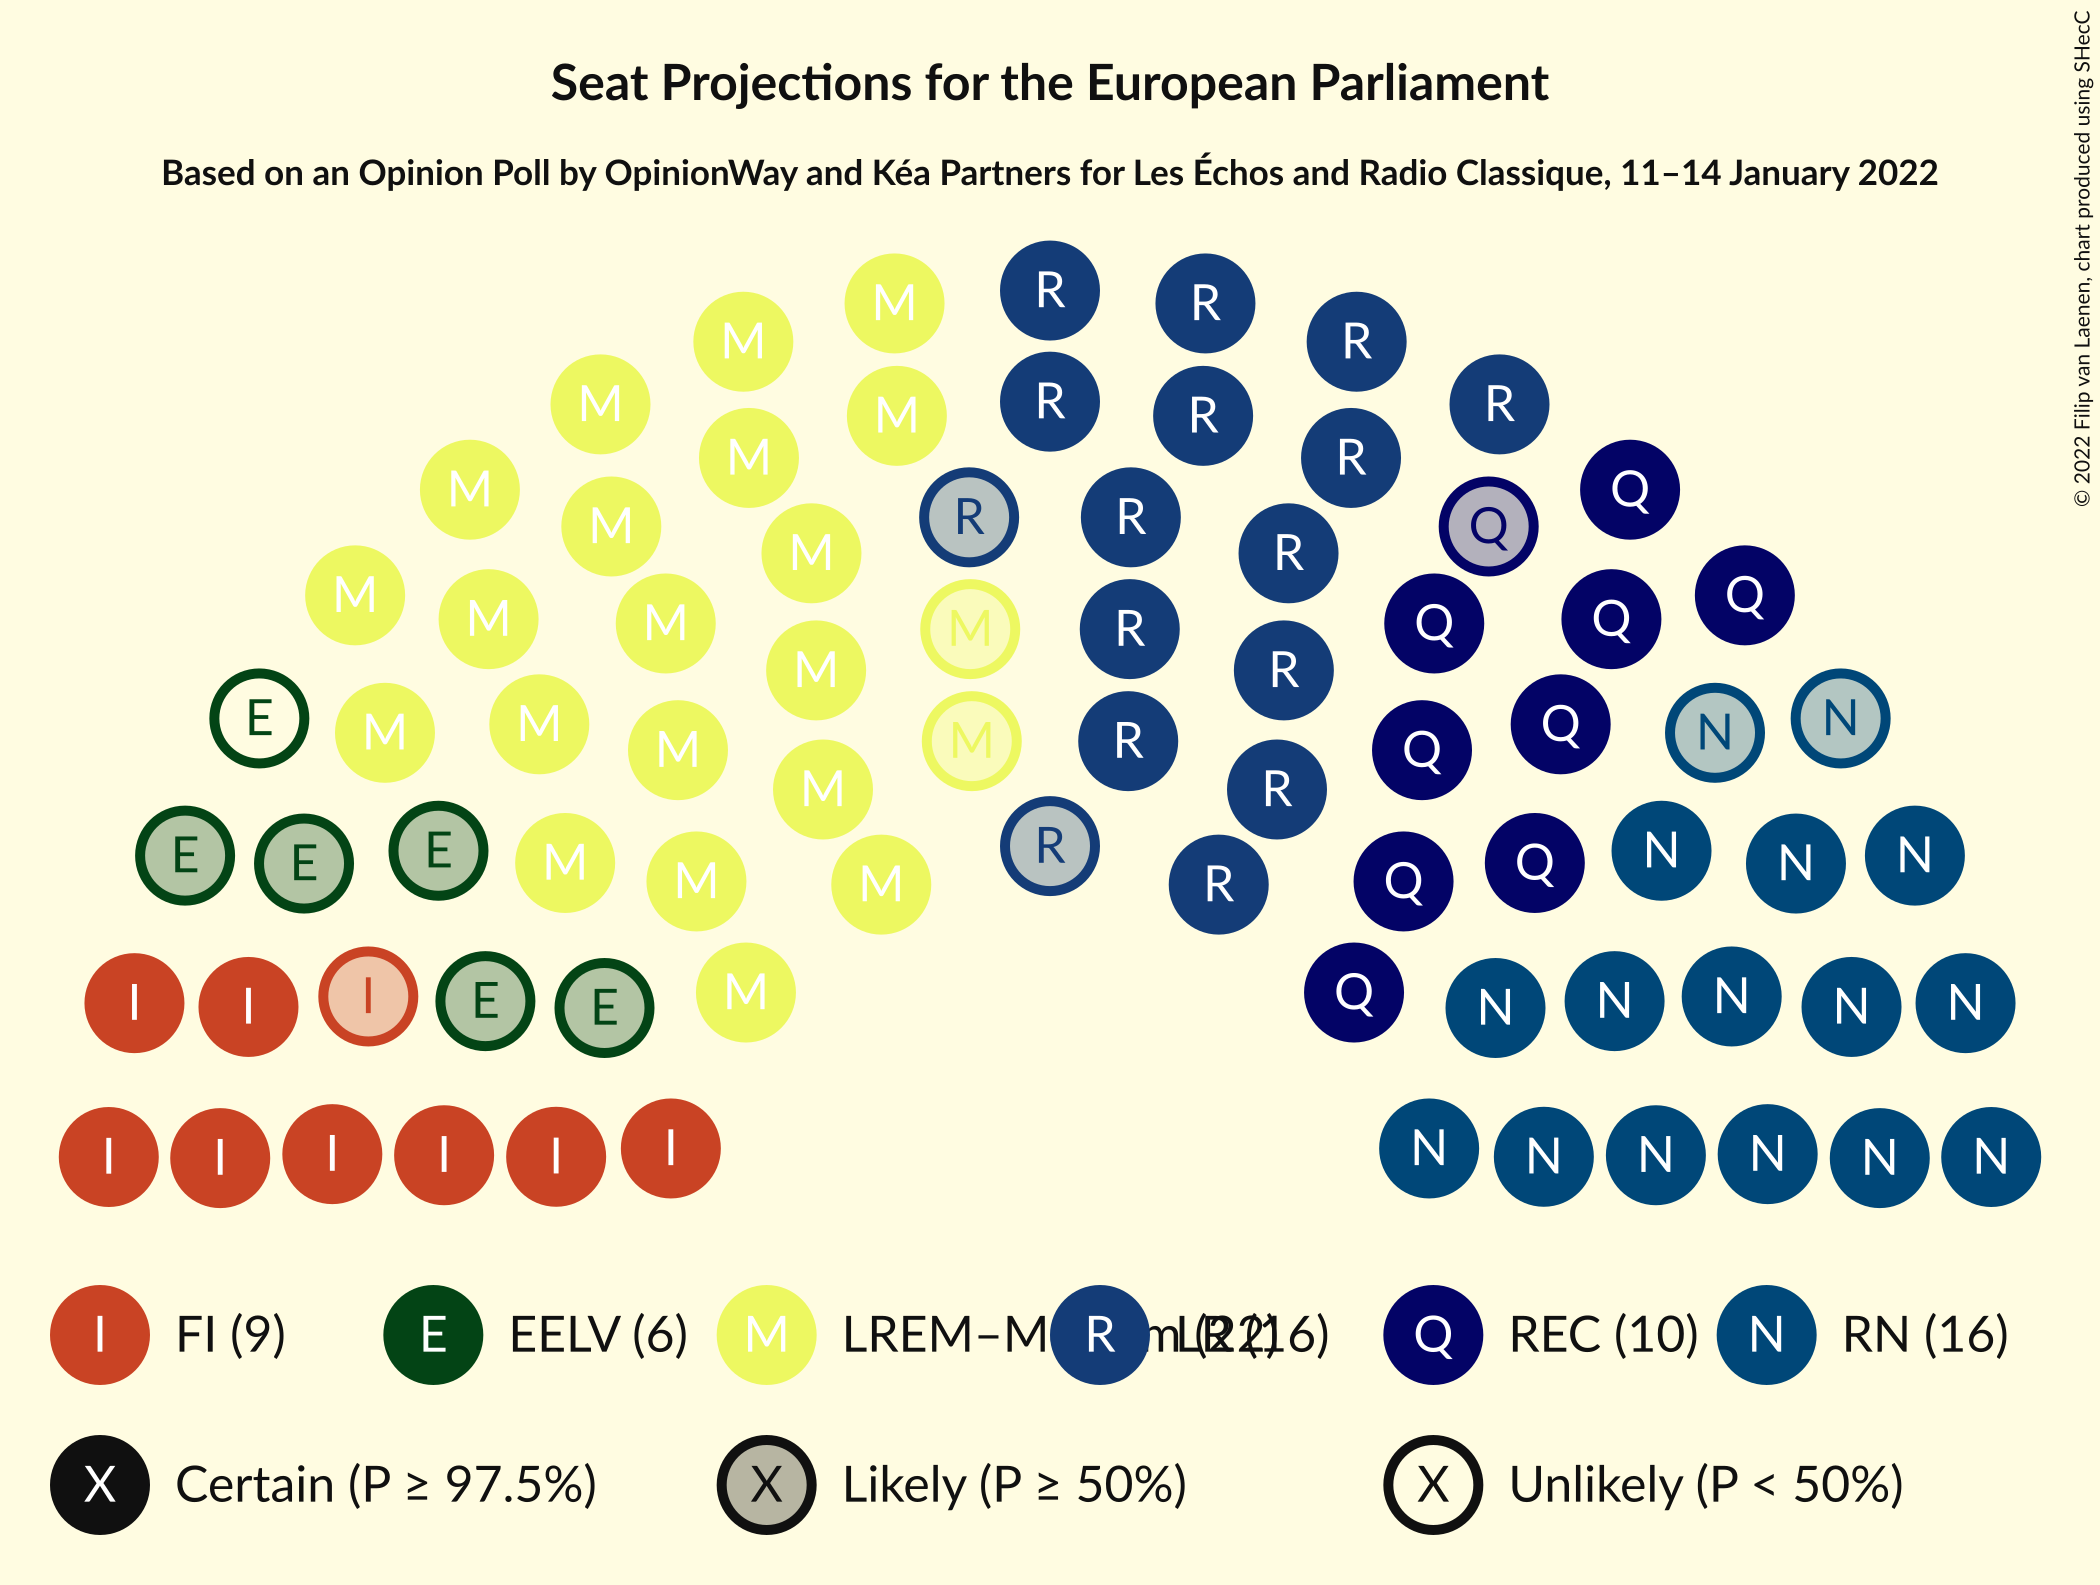 Seat Projections for the European Parliament
Based on an Opinion Poll by OpinionWay and Kéa Partners for Les Échos and Radio Classique, 11–14 January 2022
© 2022 Filip van Laenen, chart produced using SHecC
R
M R
M R
M R
R
M R
M R
M Q
M R Q
M M
M R
M Q
M R
M Q
M Q
M M Q
M R
E N
M Q
M N
M R
M Q
M R
E E E M M M R R Q Q N N N
I I I E E M Q N N N N N
I I I I I I N N N N N N
I FI (9) E EELV (6) M LREM–M m (22) R LR (16) Q REC (10) N RN (16)
X Certain (P ≥ 97.5%) X Likely (P ≥ 50%) X Unlikely (P < 50%)